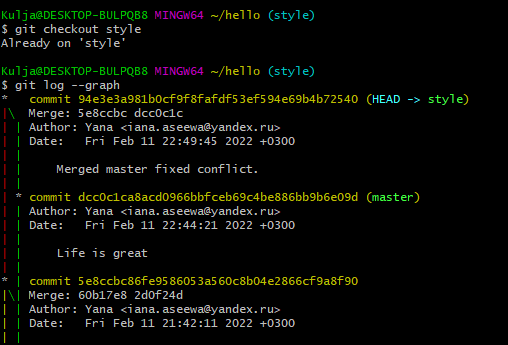 Kulja@DESKTOP-BULPQB8 MINGW64 ~/hello (style)
$ git checkout style
Already on 'style'
Kulja@DESKTOP-BULPQB8 MINGW64 ~/hello (style)
$ git log --graph
*   commit 94e3e3a981b0cf9f8fafdf53ef594e69b4b72540 (HEAD -> style)
|\  Merge: 5e8ccbc dcc0c1c
| | Author: Yana <iana.aseewa@yandex.ru>
| | Date:   Fri Feb 11 22:49:45 2022 +0300
| |
| |     Merged master fixed conflict.
| |
| * commit dcc0c1ca8acd0966bbfceb69c4be886bb9b6e09d (master)
| | Author: Yana <iana.aseewa@yandex.ru>
| | Date:   Fri Feb 11 22:44:21 2022 +0300
| |
| |     Life is great
| |
* | commit 5e8ccbc86fe9586053a560c8b04e2866cf9a8f90
|\| Merge: 60b17e8 2d0f24d
| | Author: Yana <iana.aseewa@yandex.ru>
| | Date:   Fri Feb 11 21:42:11 2022 +0300
| |